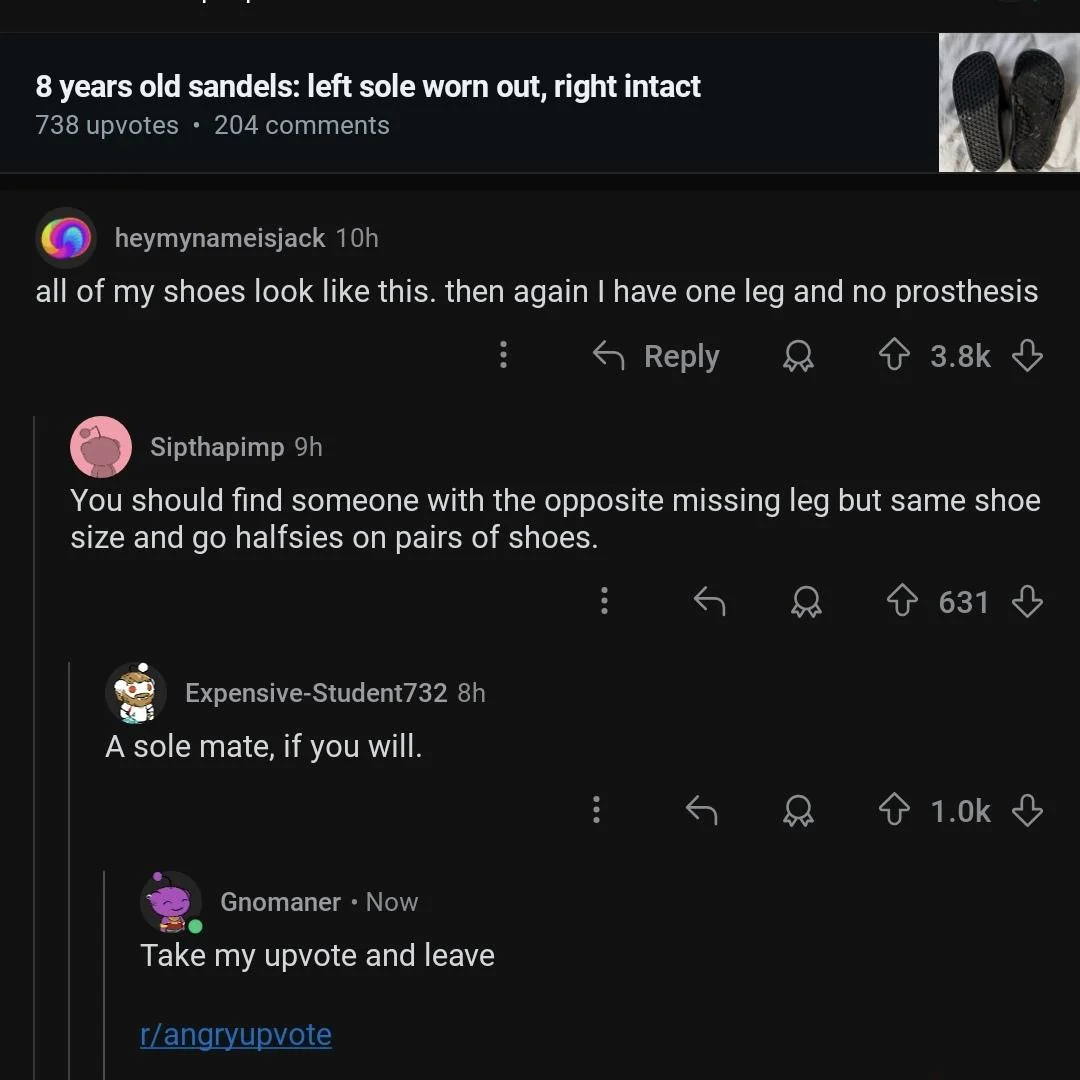 8 years old sandels: left sole worn out, right intact
738 upvotes • 204 comments
heymynameisjack 10h
all of my shoes look like this. then again I have one leg and no prosthesis
Reply 3.8k
Sipthapimp 9h
You should find someone with the opposite missing leg but same shoe
size and go halfsies on pairs of shoes.
631
Expensive-Student732 8h
A sole mate, if you will.
1.0k
Gnomaner • Now
Take my upvote and leave
r/angryupvote